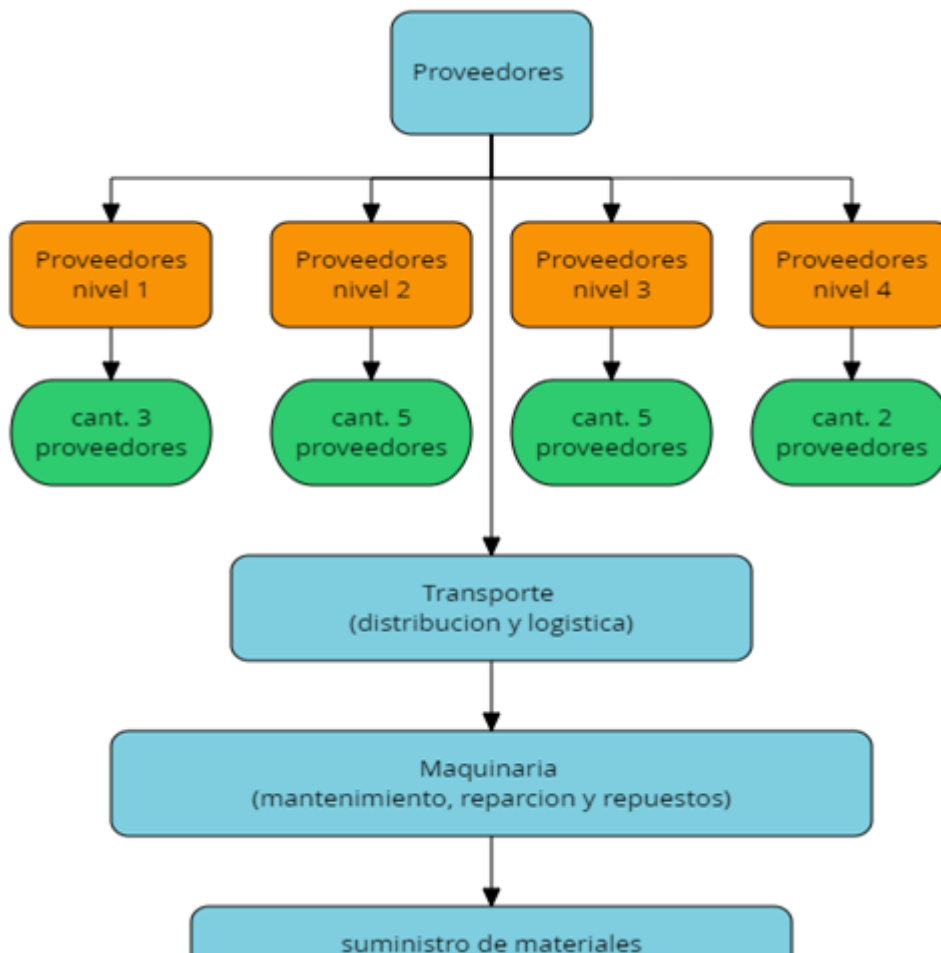 Proveedores
Proveedores
nivel 1
Proveedores
nivel 2
Proveedores
nivel 3
Proveedores
nivel 4
cant. 3
proveedores
cant. 5
proveedores
cant. 5
proveedores
cant. 2
proveedores
Transporte
(distribucion y logistica)
Maquinaria
(mantenimiento, reparcion y repuestos)
suministro de materiales